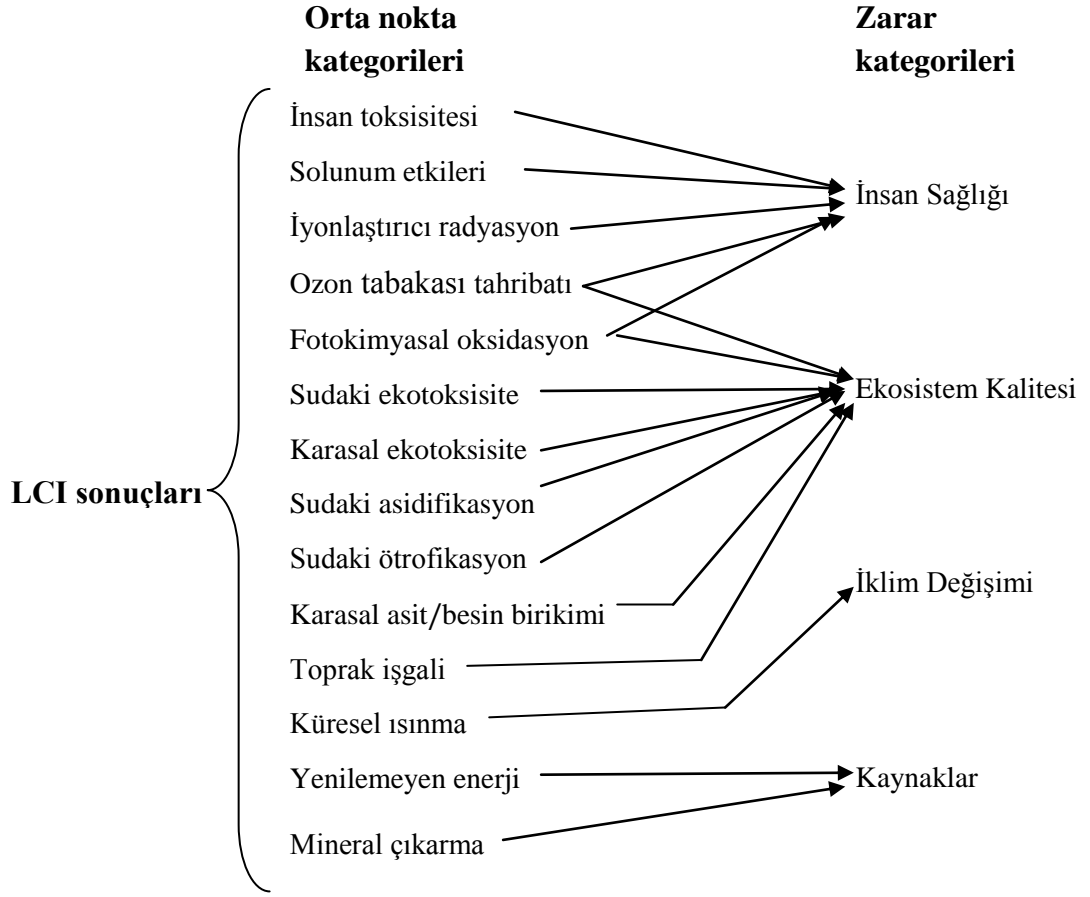 Orta nokta
kategorileri
Zarar
kategorileri
LCI sonuçları
İnsan toksisitesi
Solunum etkileri
İyonlaştırıcı radyasyon
Ozon tabakası tahribatı
Fotokimyasal oksidasyon
Sudaki ekotoksisite
Karasal ekotoksisite
Sudaki asidifikasyon
Sudaki ötrofikasyon
Karasal asit/besin birikimi
Toprak işgali
Küresel ısınma
Yenilemeyen enerji
Mineral çıkarma
İnsan Sağlığı
Ekosistem Kalitesi
İklim Değişimi
Kaynaklar